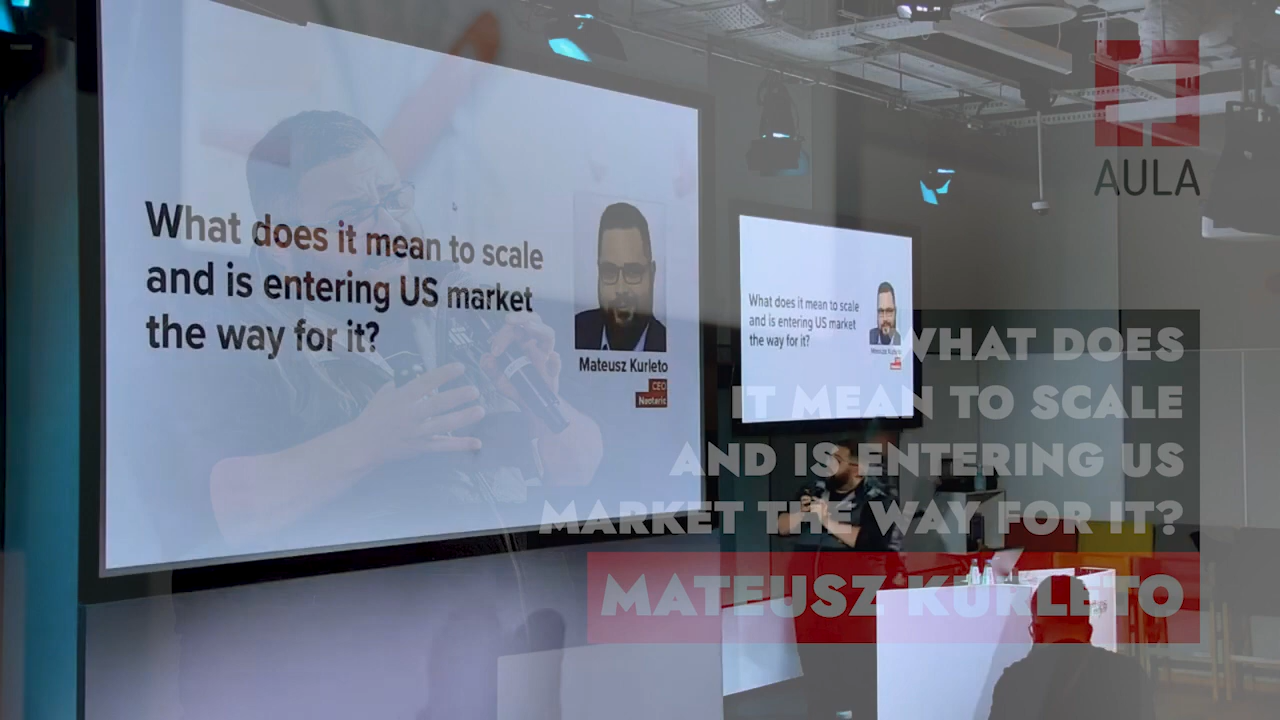 What does it mean to scale
and is entering US market
the way for it?
Mateusz Kurleto
CEO
Neoteric
What does it mean to scale
and is entering US market
the way for it?
Mateusz Kurleto
AULA
WHAT DOES
IT MEAN TO SCALE
AND IS ENTERING US
MARKET THE WAY FOR IT?
MATEUSZ KURLETO